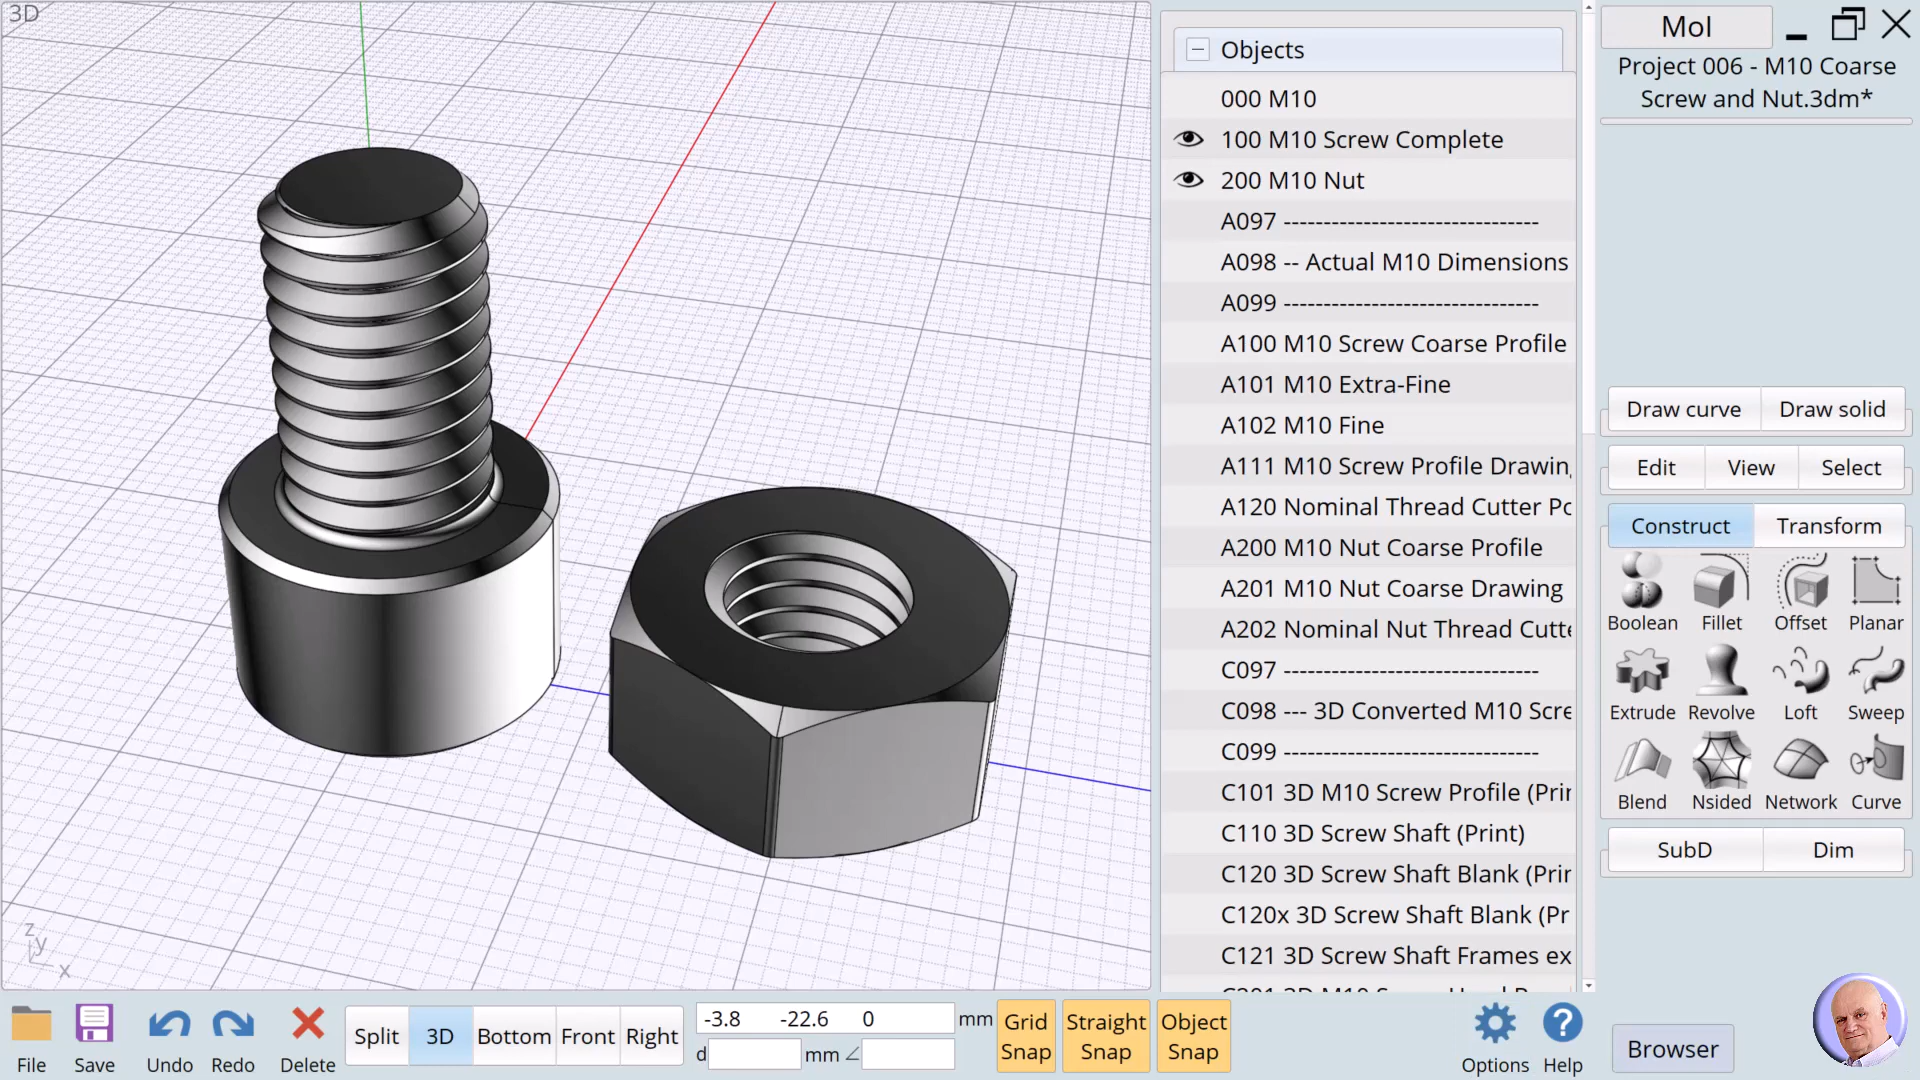 3D
z
y
x
Objects
000 M10
100 M10 Screw Complete
200 M10 Nut
A097 --------------------------------
A098 -- Actual M10 Dimensions
A099 --------------------------------
A100 M10 Screw Coarse Profile
A101 M10 Extra-Fine
A102 M10 Fine
A111 M10 Screw Profile Drawin
A120 Nominal Thread Cutter Po
A200 M10 Nut Coarse Profile
A201 M10 Nut Coarse Drawing
A202 Nominal Nut Thread Cutte
C097 --------------------------------
C098 --- 3D Converted M10 Scre
C099 --------------------------------
C101 3D M10 Screw Profile (Prin
C110 3D Screw Shaft (Print)
C120 3D Screw Shaft Blank (Prin
C120x 3D Screw Shaft Blank (Pr
C121 3D Screw Shaft Frames ex
MoI
Project 006 - M10 Coarse
Screw and Nut.3dm*
Draw curve Draw solid
Edit View Select
Construct Transform
Boolean Fillet Offset Planar
Extrude Revolve Loft Sweep
Blend Nsided Network Curve
SubD Dim
File Save Undo Redo Delete
Split 3D Bottom Front Right
-3.8 -22.6 0 mm
d mm
Grid Snap
Straight Snap
Object Snap
Options Help
Browser